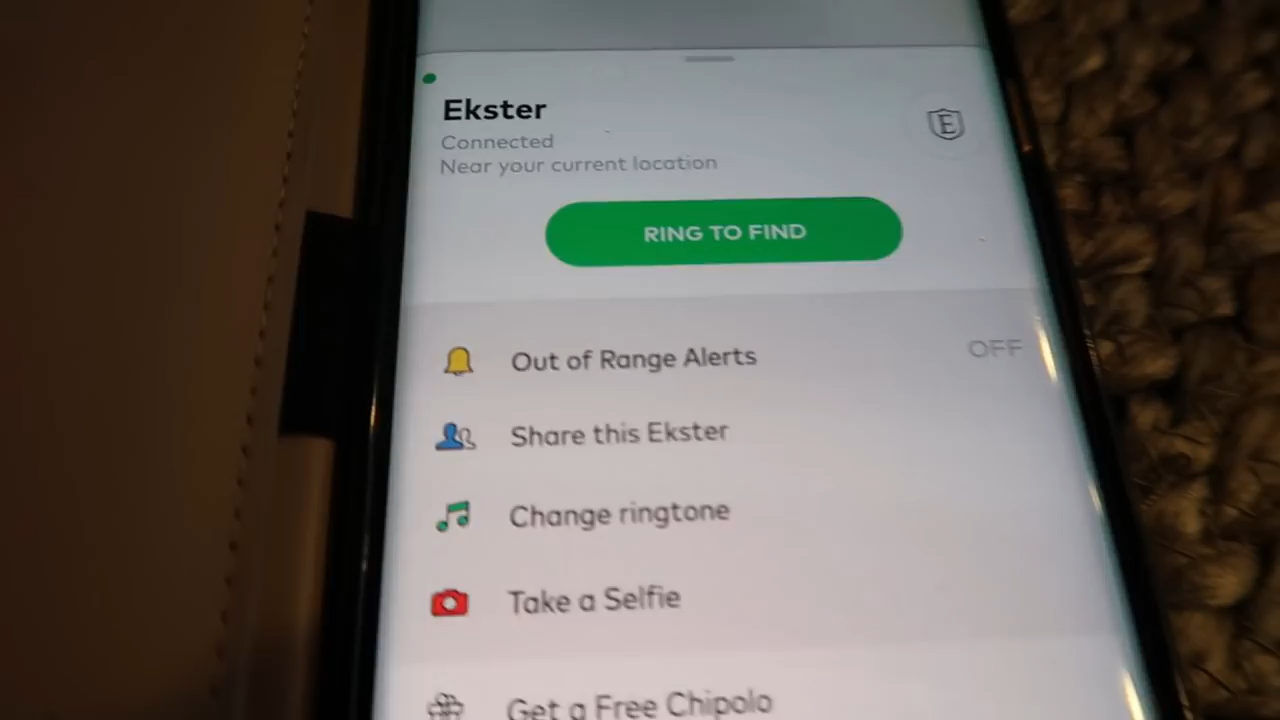 Ekster
Connected
Near your current location
E
RING TO FIND
Out of Range Alerts
OFF
Share this Ekster
Change ringtone
Take a Selfie
Get a Free Chipolo